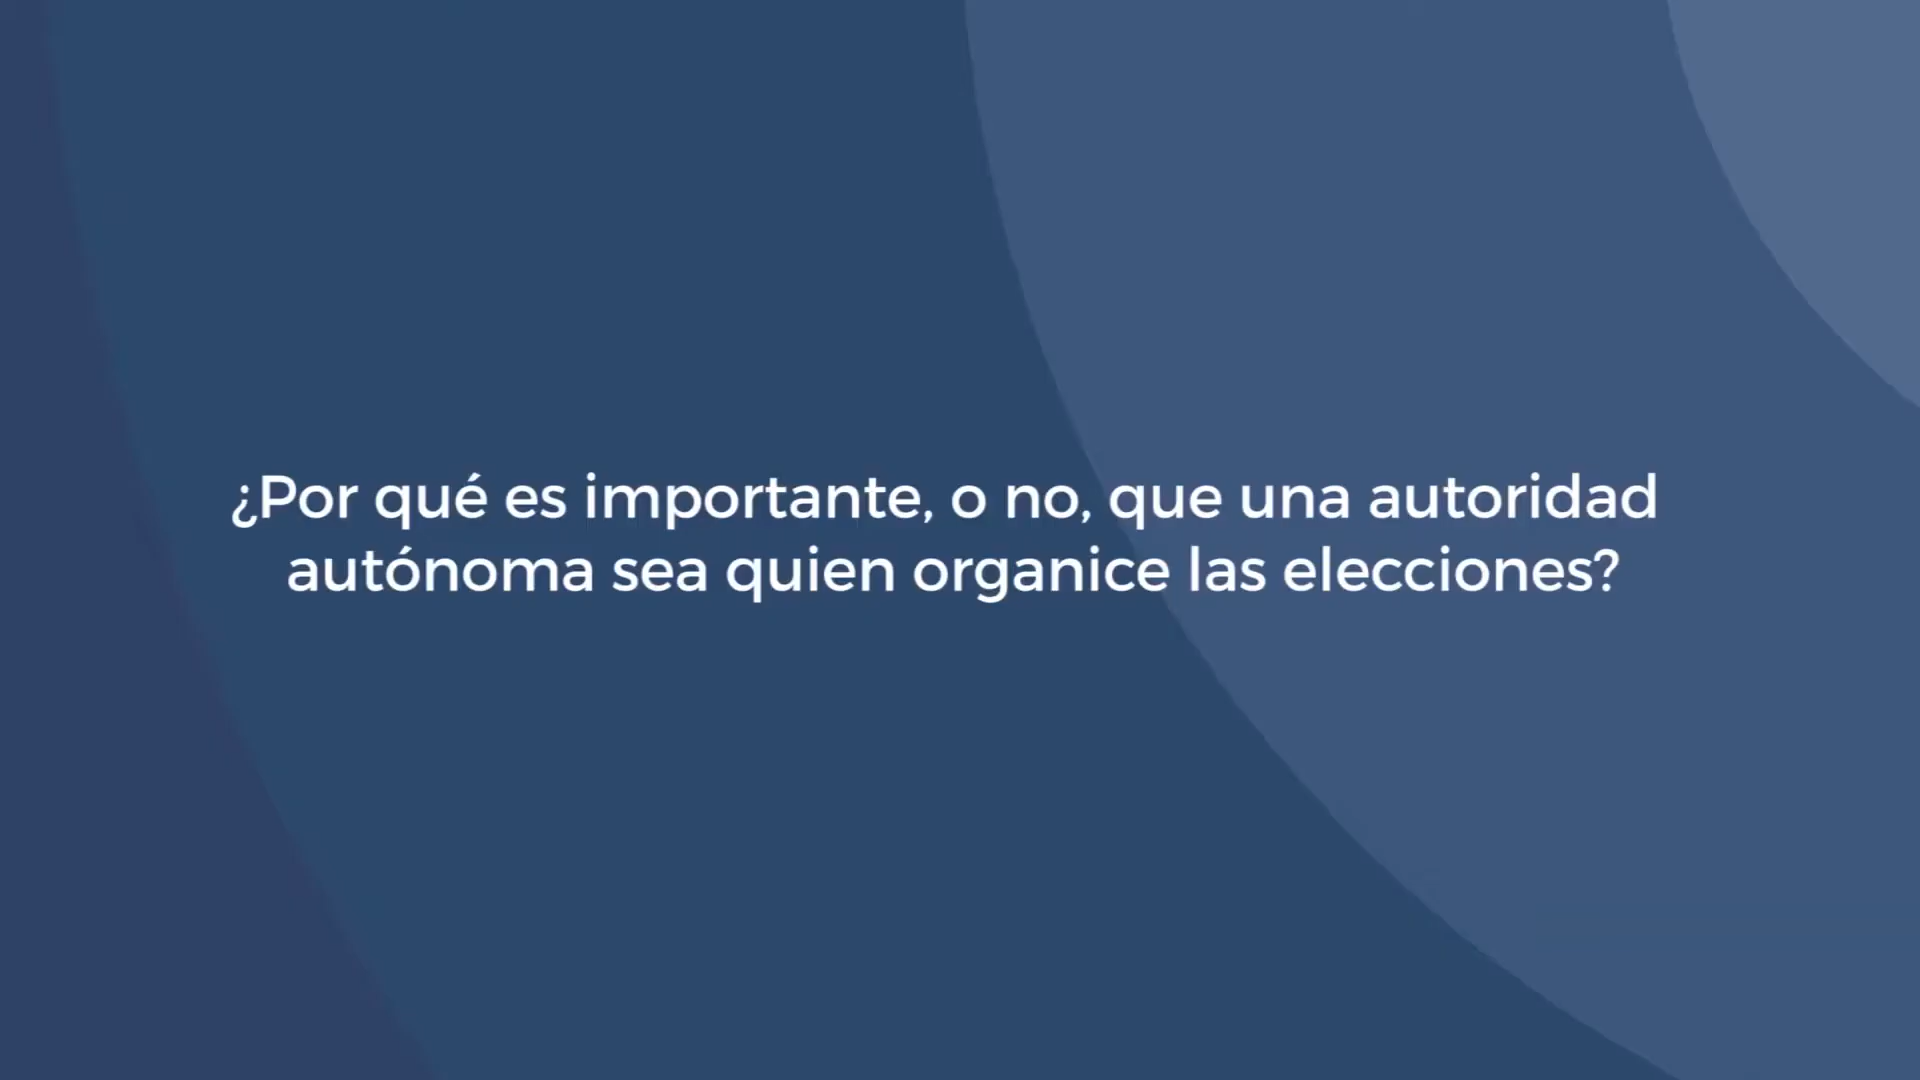 ¿Por qué es importante, o no, que una autoridad
autónoma sea quien organice las elecciones?